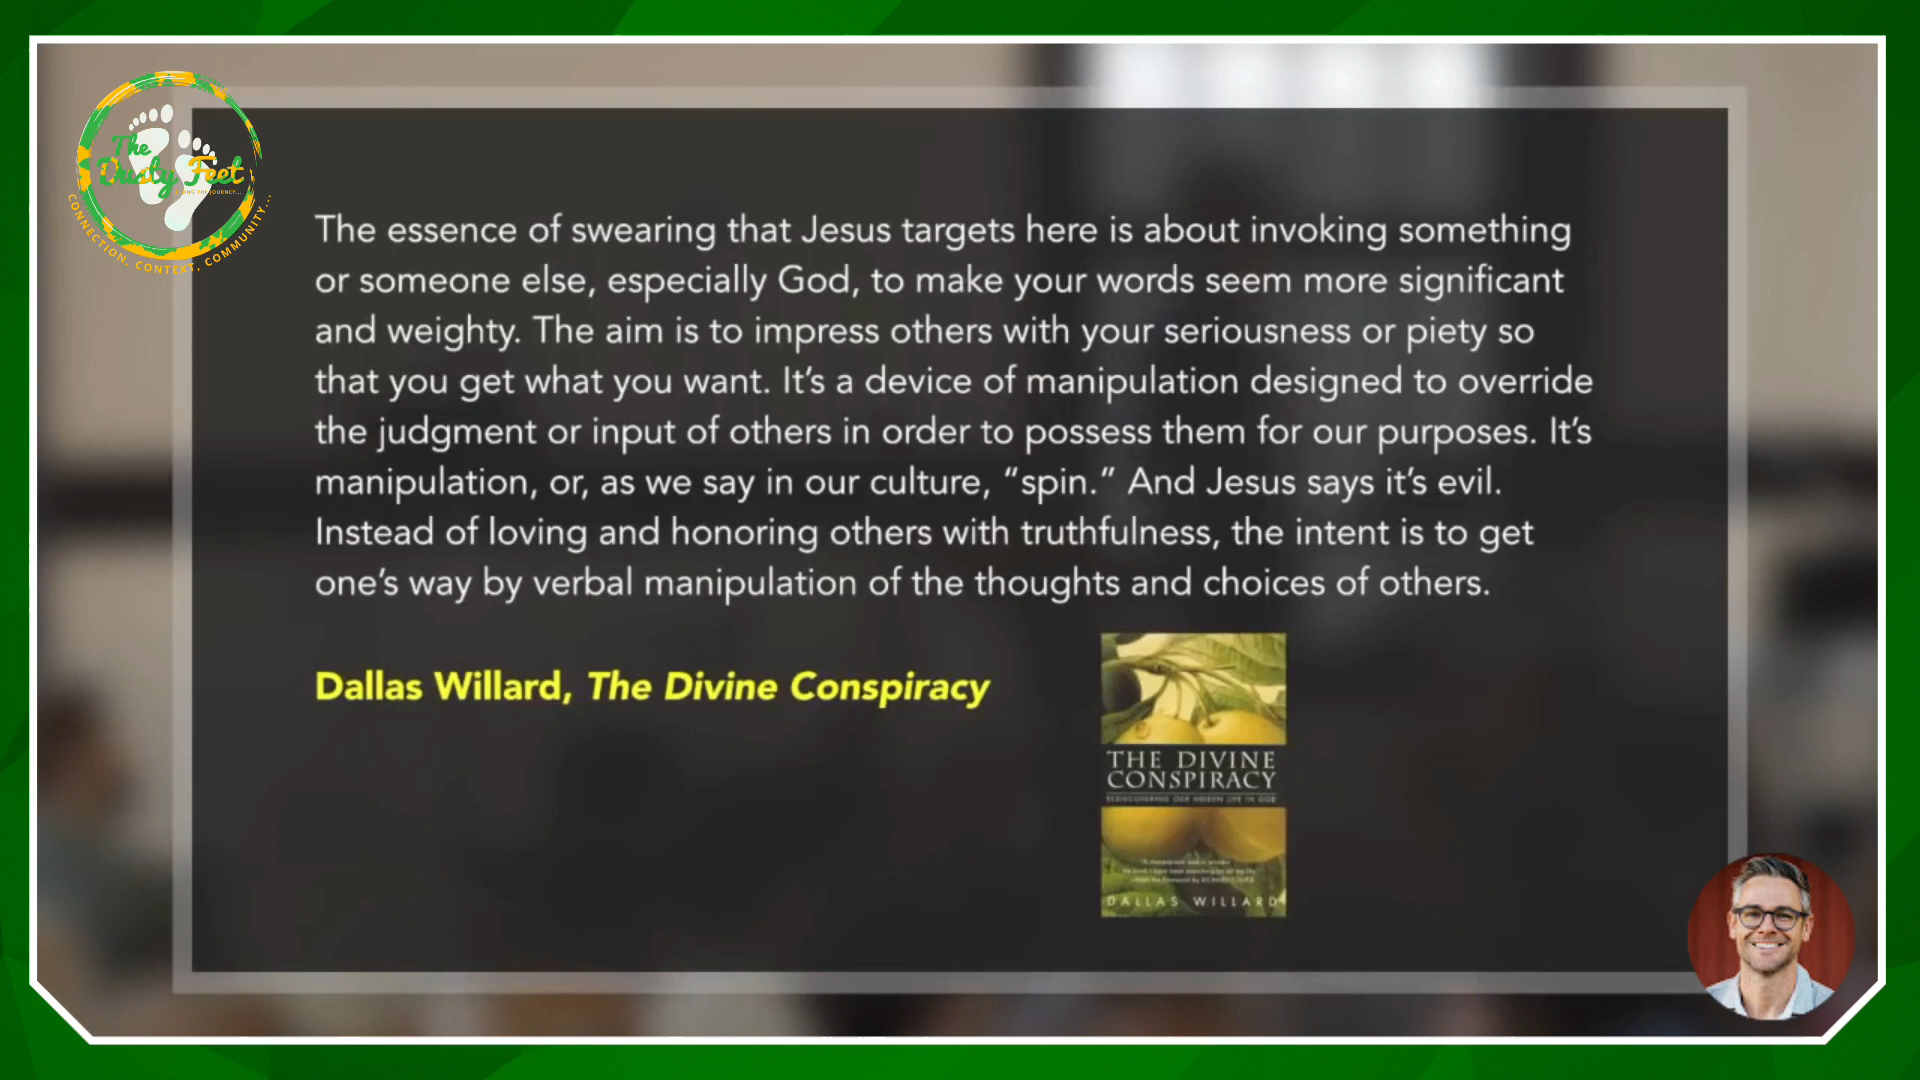 The
Dusty Feet
CONNECTION, CONTEXT, COMMUNITY...
The essence of swearing that Jesus targets here is about invoking something
or someone else, especially God, to make your words seem more significant
and weighty. The aim is to impress others with your seriousness or piety so
that you get what you want. It’s a device of manipulation designed to override
the judgment or input of others in order to possess them for our purposes. It’s
manipulation, or, as we say in our culture, “spin.” And Jesus says it’s evil.
Instead of loving and honoring others with truthfulness, the intent is to get
one’s way by verbal manipulation of the thoughts and choices of others.
Dallas Willard, The Divine Conspiracy
THE DIVINE
CONSPIRACY
REDISCOVERING OUR HIDDEN LIFE IN GOD
DALLAS WILLARD